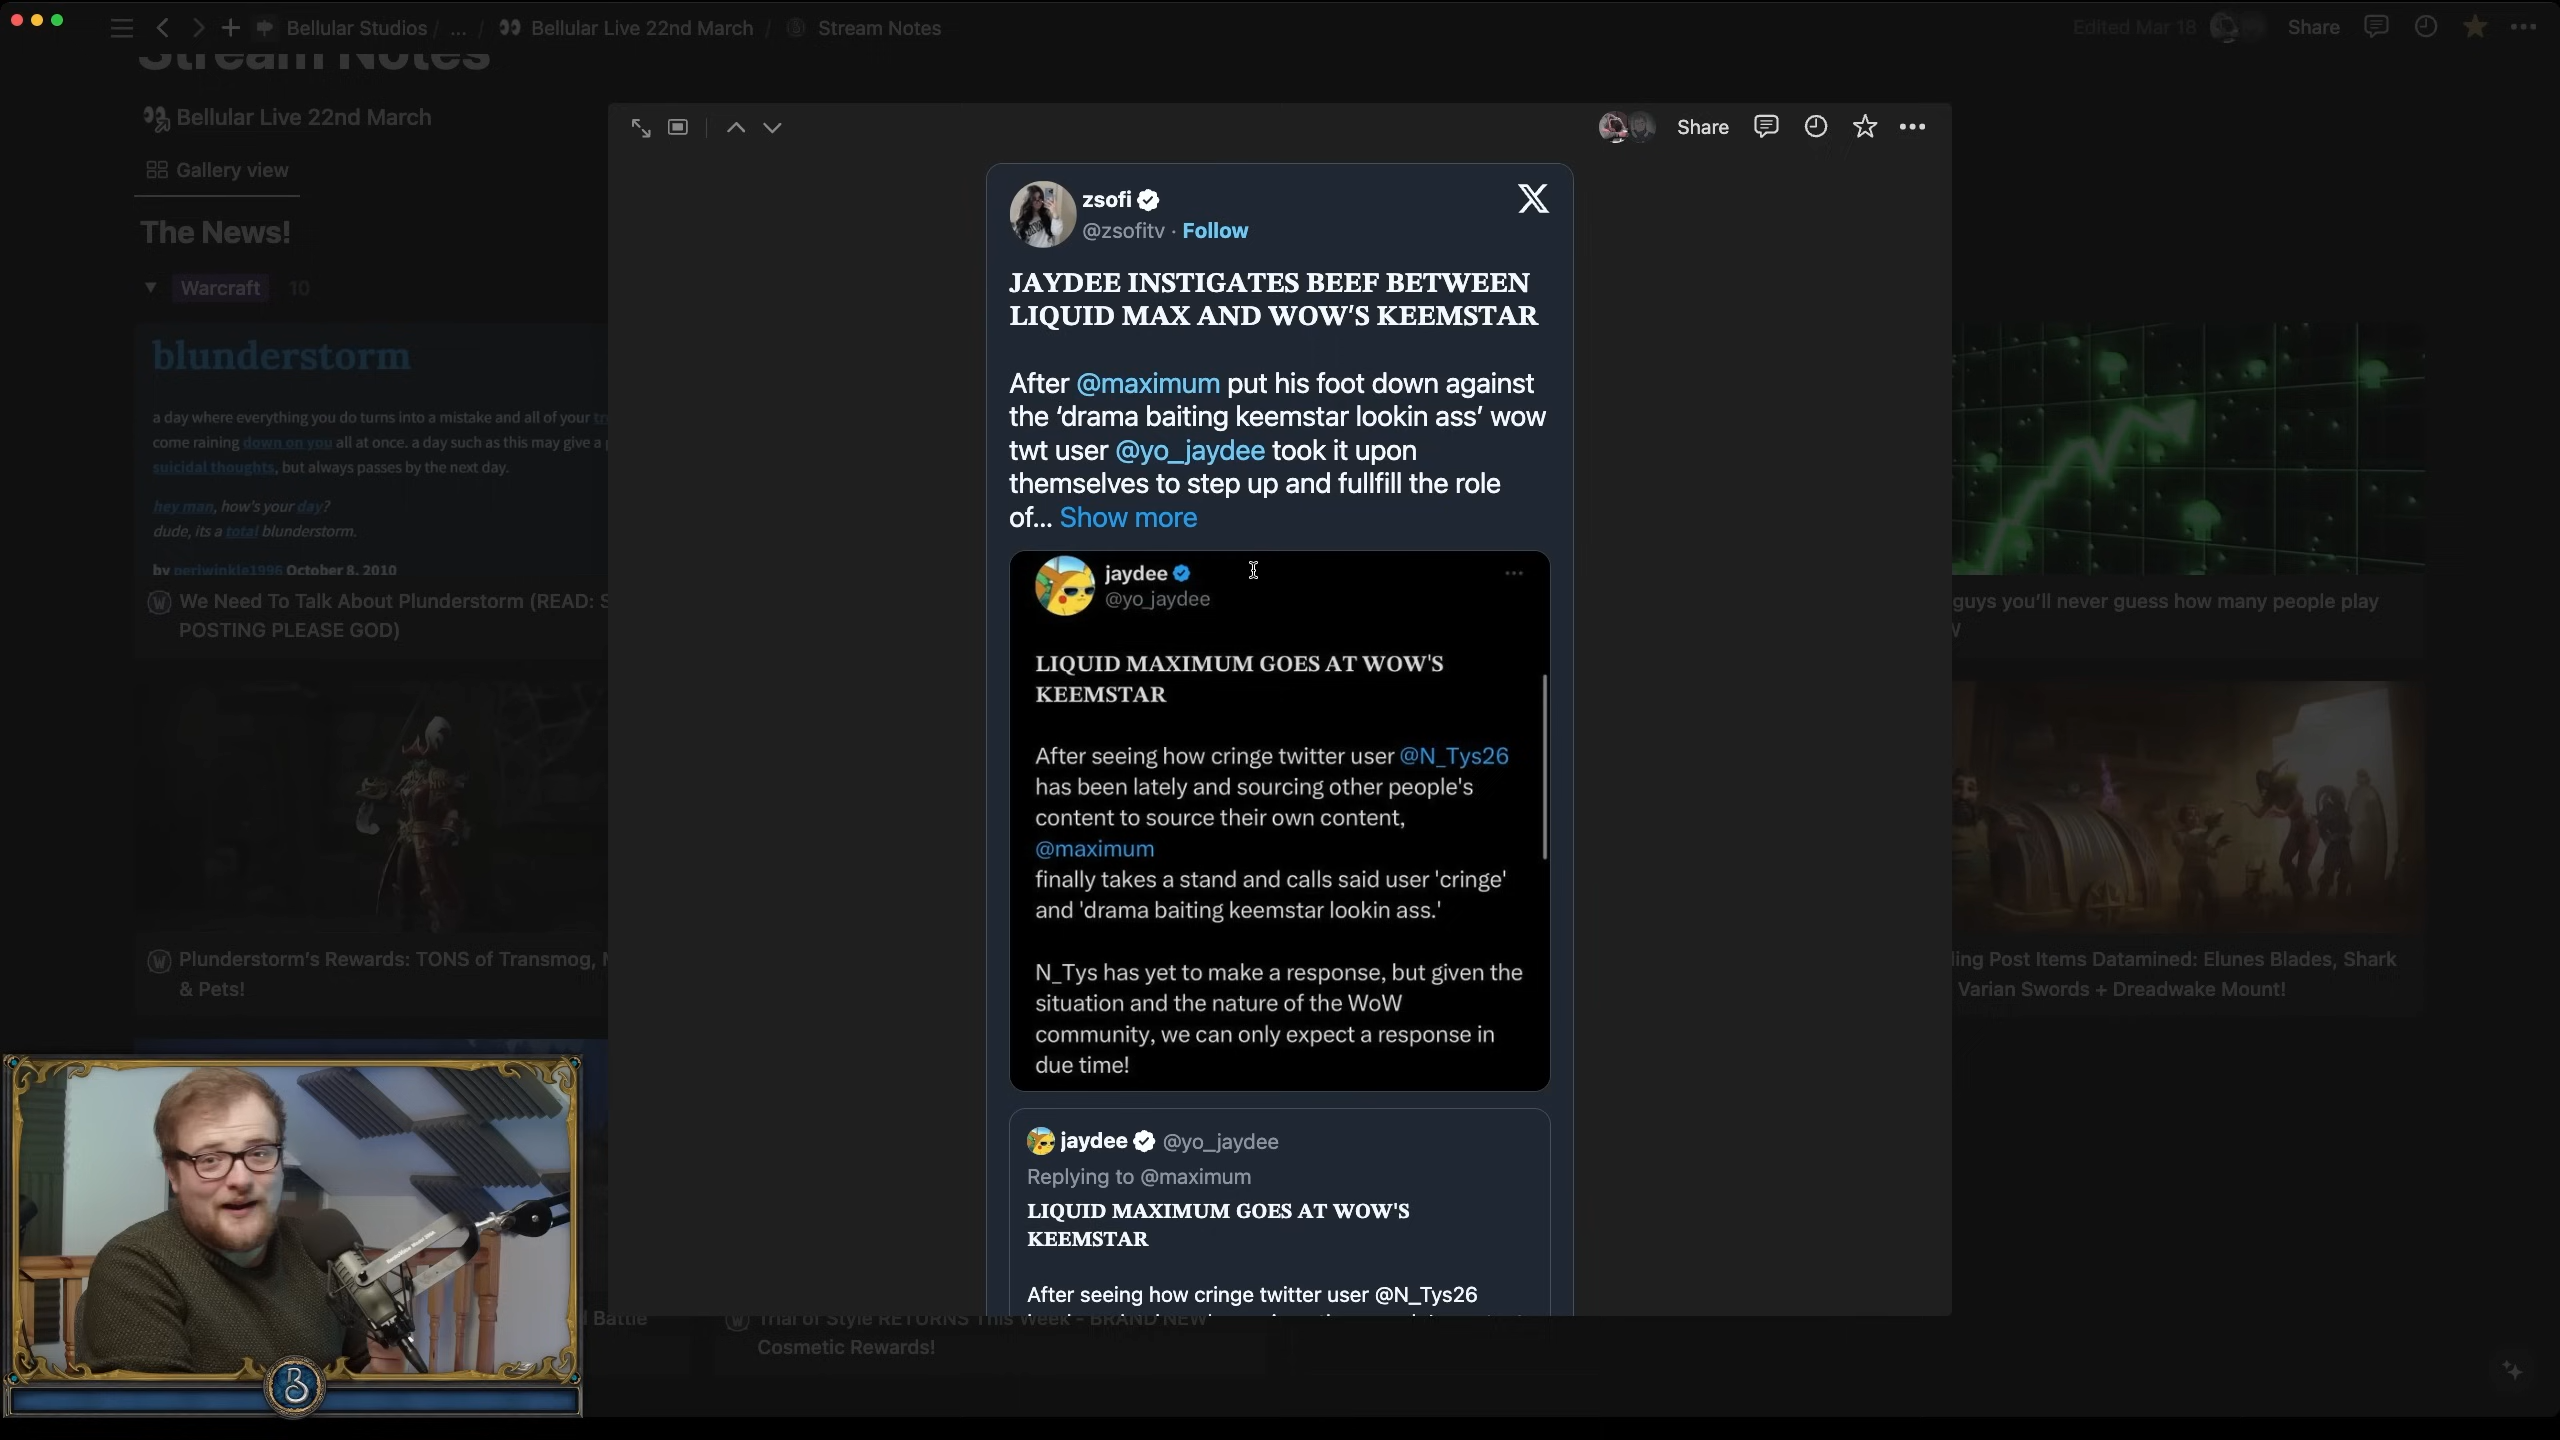 Bellular Studios / ... / Bellular Live 22nd March / Stream Notes
Edited Mar 18
Share
Stream Notes
Bellular Live 22nd March
Gallery view
The News!
Warcraft 10
blunderstorm
a day where everything you do turns into a mistake and all of your
come raining down on you all at once. a day such as this may give a
suicidal thoughts, but always passes by the next day.
hey man, how's your day?
dude, its a total blunderstorm.
by periwinkle1996 October 8, 2010
We Need To Talk About Plunderstorm (READ: S
POSTING PLEASE GOD)
Plunderstorm's Rewards: TONS of Transmog, M
& Pets!
Share
zsofi
@zsofitv · Follow
JAYDEE INSTIGATES BEEF BETWEEN
LIQUID MAX AND WOW'S KEEMSTAR
After @maximum put his foot down against
the ‘drama baiting keemstar lookin ass’ wow
twt user @yo_jaydee took it upon
themselves to step up and fullfill the role
of... Show more
jaydee
@yo_jaydee
LIQUID MAXIMUM GOES AT WOW'S
KEEMSTAR
After seeing how cringe twitter user @N_Tys26
has been lately and sourcing other people's
content to source their own content,
@maximum
finally takes a stand and calls said user 'cringe'
and 'drama baiting keemstar lookin ass.'
N_Tys has yet to make a response, but given the
situation and the nature of the WoW
community, we can only expect a response in
due time!
jaydee @yo_jaydee
Replying to @maximum
LIQUID MAXIMUM GOES AT WOW'S
KEEMSTAR
After seeing how cringe twitter user @N_Tys26
guys you'll never guess how many people play
ling Post Items Datamined: Elunes Blades, Shark
Varian Swords + Dreadwake Mount!
Battle
Trial of Style RETURNS This Week - BRAND NEW
Cosmetic Rewards!
B